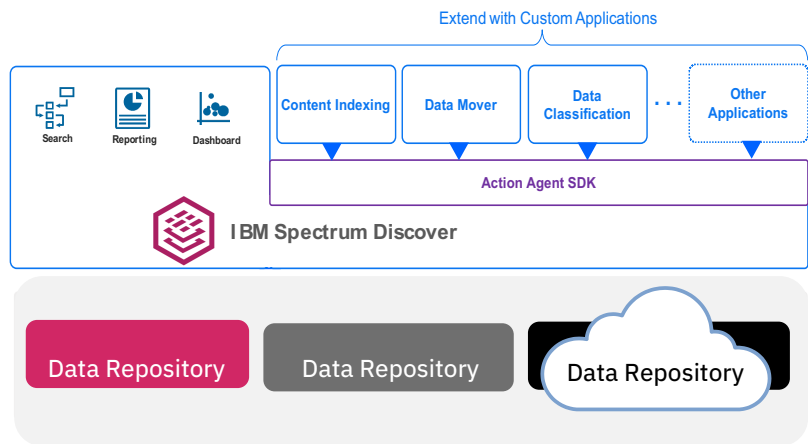 Extend with Custom Applications
Search
Reporting
Dashboard
Content Indexing
Data Mover
Data
Classification
. . .
Other
Applications
Action Agent SDK
IBM Spectrum Discover
Data Repository
Data Repository
Data Repository